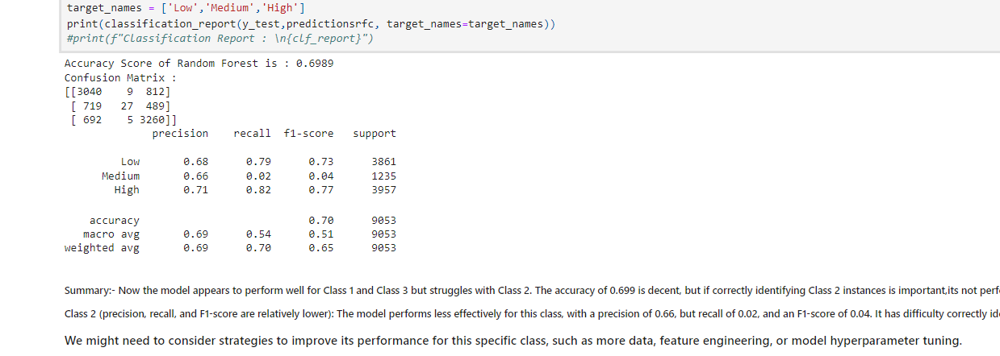 target_names = ['Low','Medium','High']
print(classification_report(y_test,predictionsrfc, target_names=target_names))
#print(f"Classification Report : \n{clf_report}")
Accuracy Score of Random Forest is : 0.6989
Confusion Matrix :
[[3040 9 812]
[ 719 27 489]
[ 692 5 3260]]
precision recall f1-score support
Low 0.68 0.79 0.73 3861
Medium 0.66 0.02 0.04 1235
High 0.71 0.82 0.77 3957
accuracy 0.70 9053
macro avg 0.69 0.54 0.51 9053
weighted avg 0.69 0.70 0.65 9053
Summary:- Now the model appears to perform well for Class 1 and Class 3 but struggles with Class 2. The accuracy of 0.699 is decent, but if correctly identifying Class 2 instances is important,its not
Class 2 (precision, recall, and F1-score are relatively lower): The model performs less effectively for this class, with a precision of 0.66, but recall of 0.02, and an F1-score of 0.04. It has difficulty correctly
We might need to consider strategies to improve its performance for this specific class, such as more data, feature engineering, or model hyperparameter tuning.